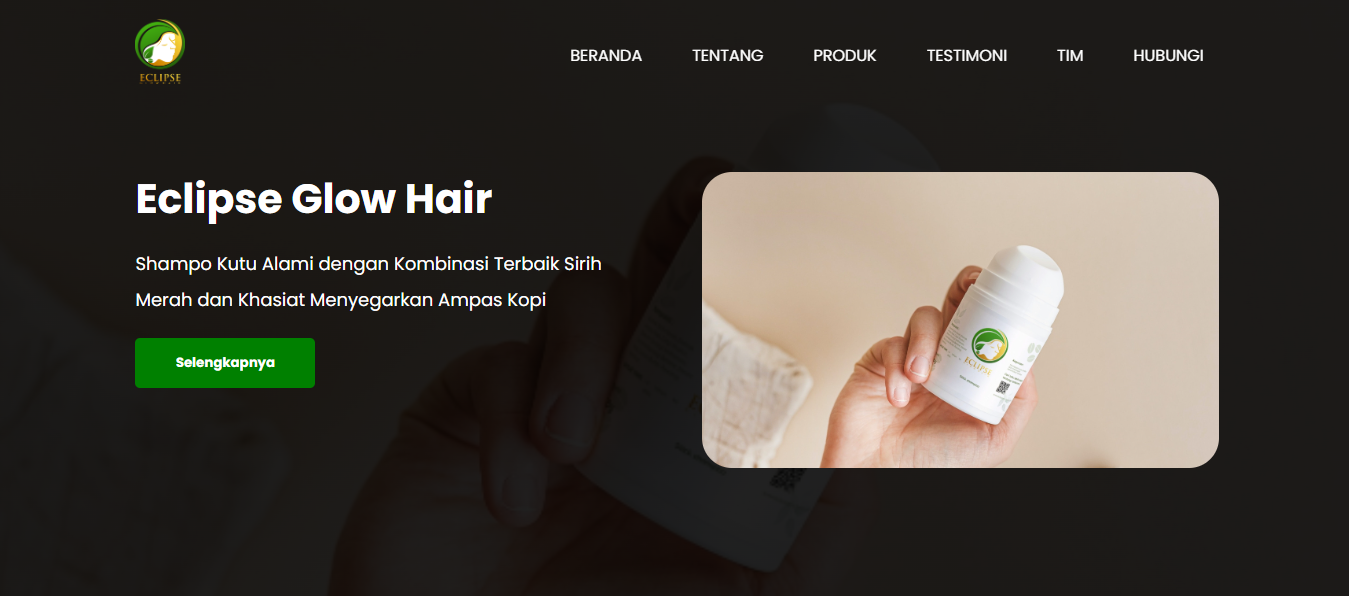 ECLIPSE
BERANDA TENTANG PRODUK TESTIMONI TIM HUBUNGI
Eclipse Glow Hair
Shampo Kutu Alami dengan Kombinasi Terbaik Sirih
Merah dan Khasiat Menyegarkan Ampas Kopi
Selengkapnya
ECLIPSE